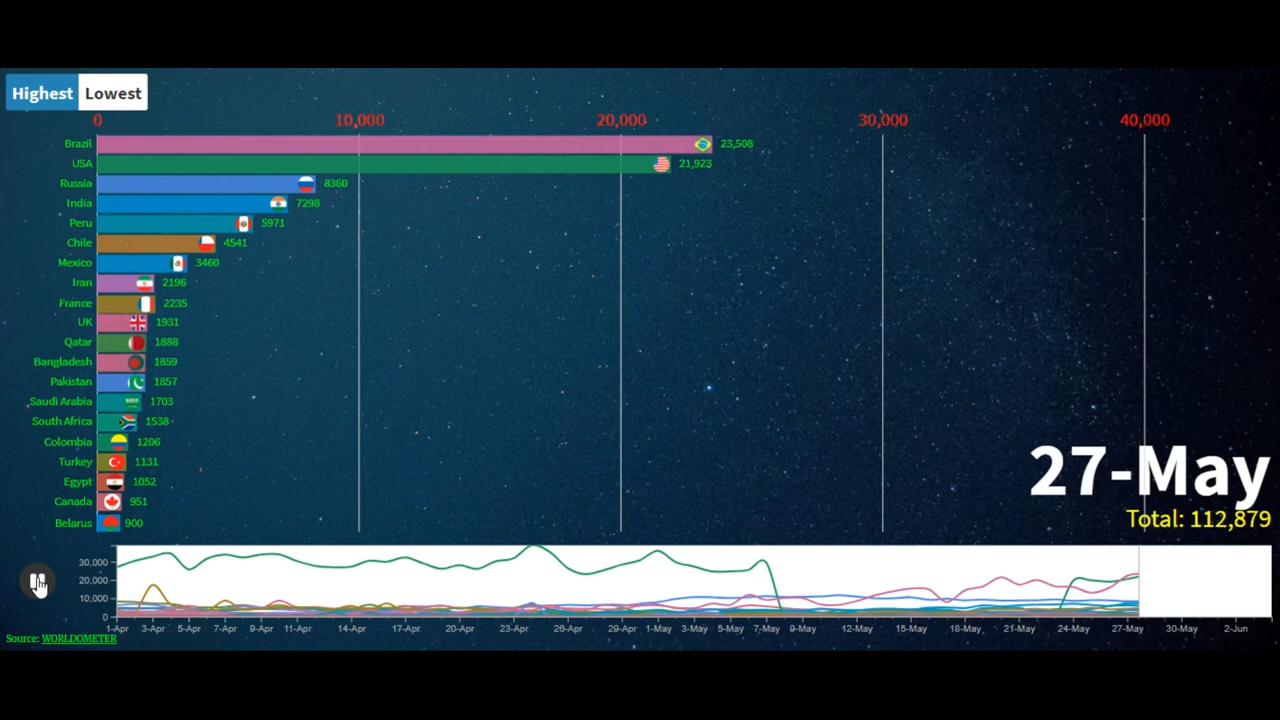 Highest Lowest
0 10,000 20,000 30,000 40,000
Brazil 23,508
USA 21,923
Russia 8360
India 7298
Peru 5971
Chile 4541
Mexico 3460
Iran 2196
France 2235
UK 1931
Qatar 1888
Bangladesh 1859
Pakistan 1857
Saudi Arabia 1703
South Africa 1538
Colombia 1206
Turkey 1131
Egypt 1052
Canada 951
Belarus 900
27-May
Total: 112,879
30,000
20,000
10,000
0
1-Apr 3-Apr 5-Apr 7-Apr 9-Apr 11-Apr 14-Apr 17-Apr 20-Apr 23-Apr 26-Apr 29-Apr 1-May 3-May 5-May 7-May 9-May 12-May 15-May 18-May 21-May 24-May 27-May 30-May 2-Jun
Source: WORLDOMETER